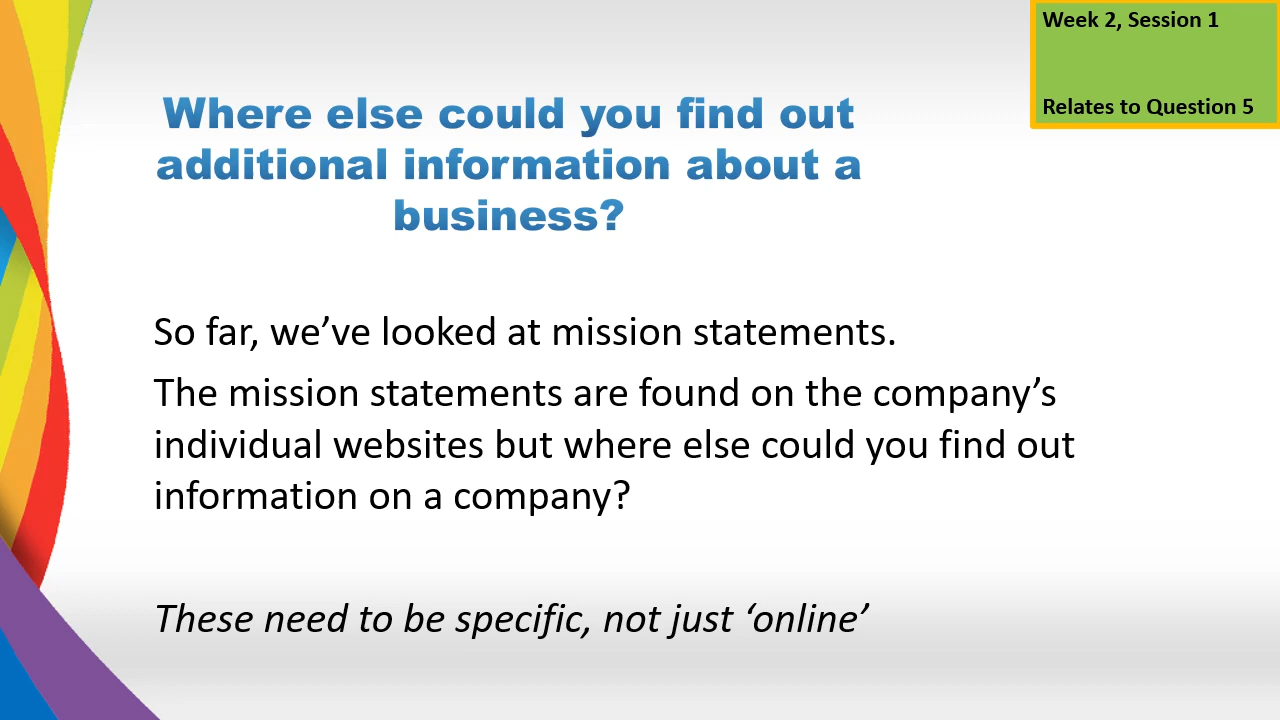 Week 2, Session 1
Relates to Question 5
Where else could you find out
additional information about a
business?
So far, we’ve looked at mission statements.
The mission statements are found on the company’s
individual websites but where else could you find out
information on a company?
These need to be specific, not just ‘online’